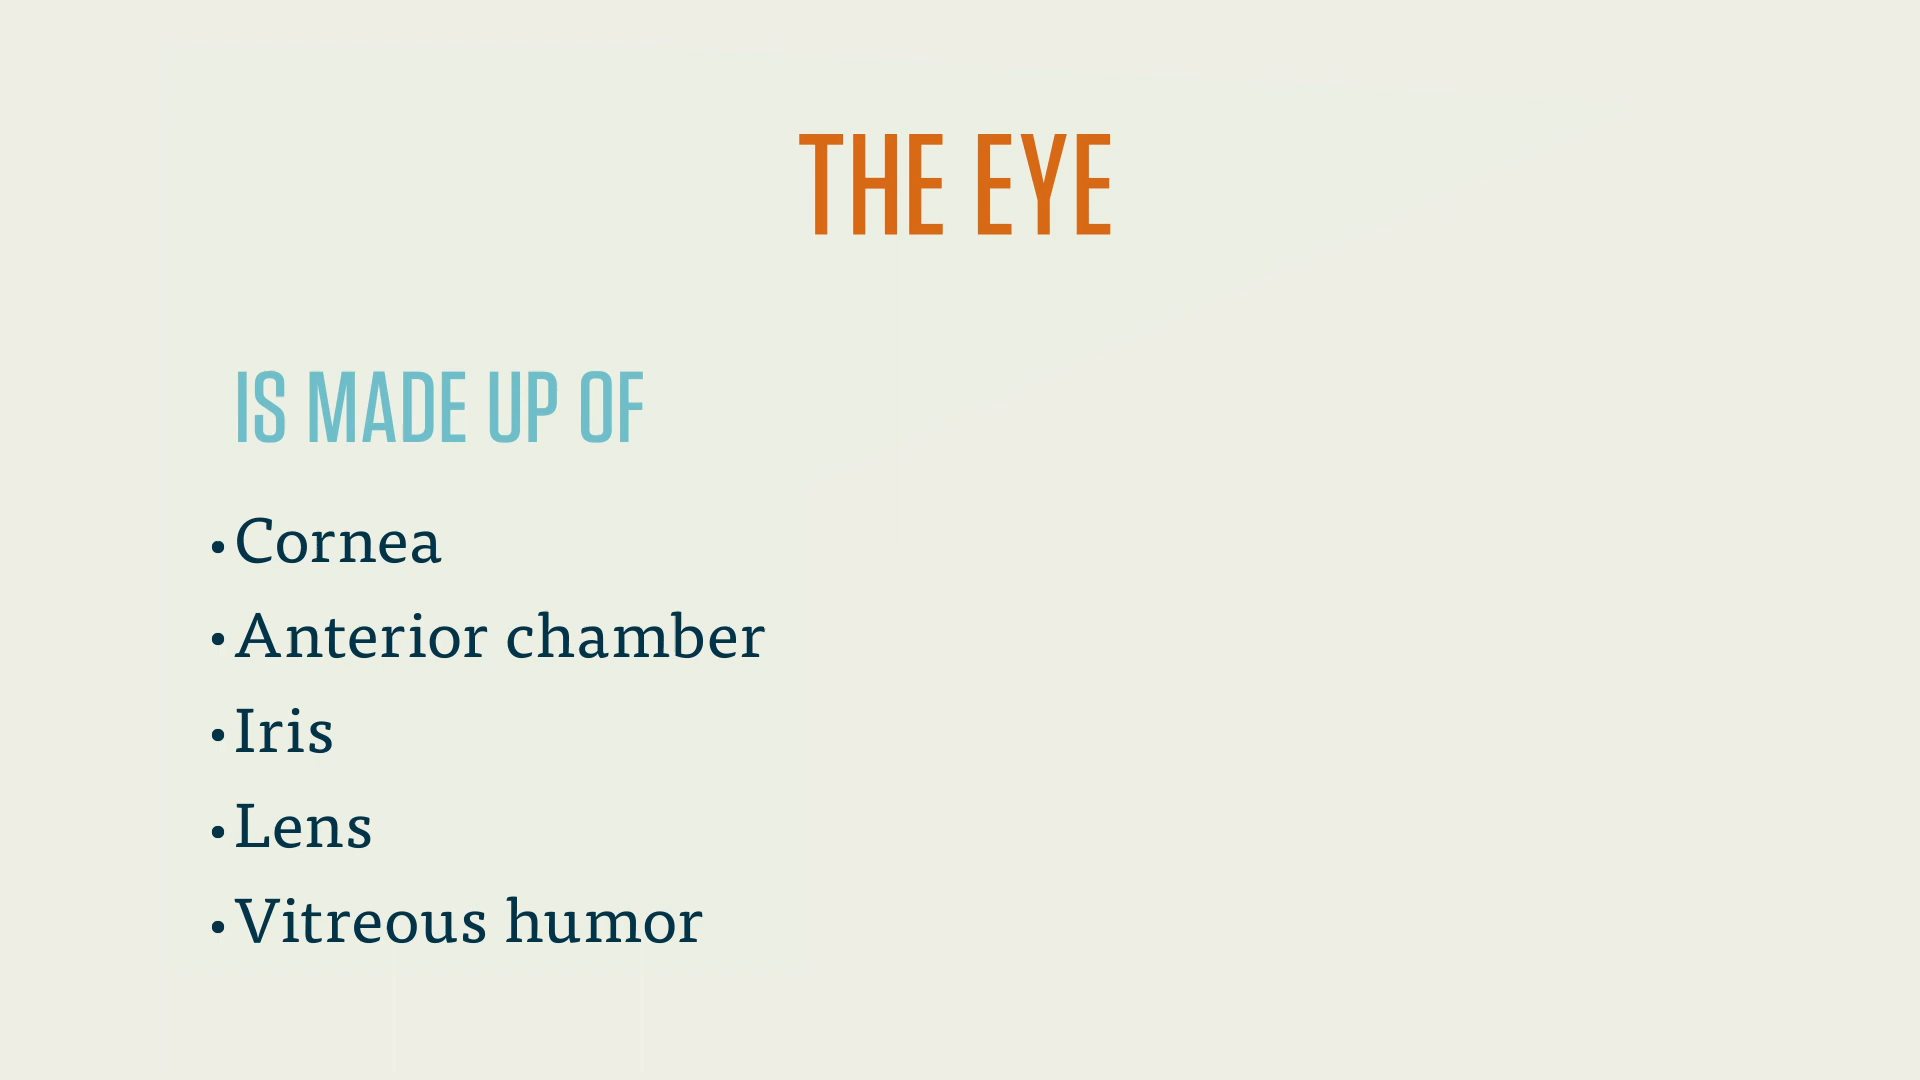 THE EYE
IS MADE UP OF
• Cornea
• Anterior chamber
• Iris
• Lens
• Vitreous humor